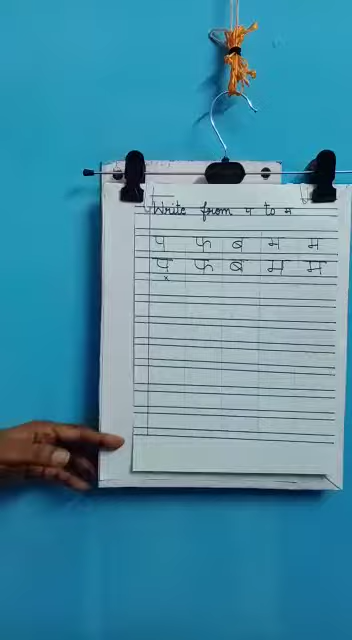 Write from प to म
प फ ब भ म
प फ ब भ म
x